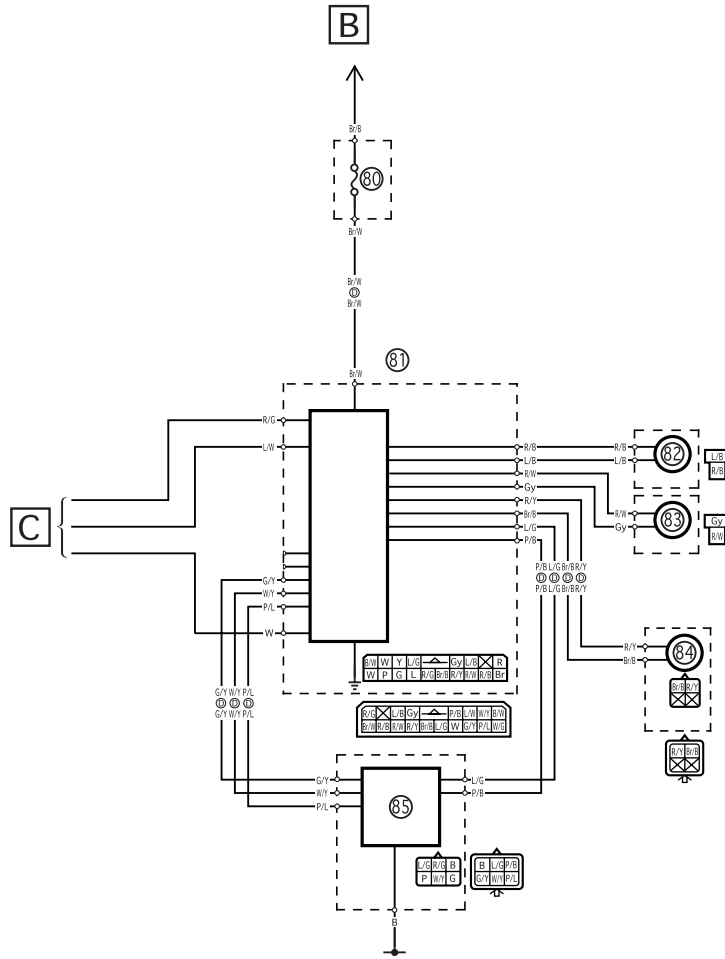 B
Br/B
80
Br/W
Br/W
D
Br/W
81
Br/W
R/G
L/W
R/B R/B
L/B L/B
82
L/B
R/B
R/W
Gy
R/Y
Br/B
L/G
P/B
R/W
Gy
83
Gy
R/W
C
G/Y
W/Y
P/L
W
P/B L/G Br/B R/Y
D D D D
P/B L/G Br/B R/Y
R/Y
Br/B
84
Br/B R/Y
B/W W Y L/G Gy L/B R
W P G L R/G Br/B R/Y R/W R/B Br
G/Y W/Y P/L
D D D
G/Y W/Y P/L
R/G L/B Gy P/B L/W W/Y B/W
Br/W R/B R/W R/Y Br/B L/G W G/Y P/L W/G
R/Y Br/B
G/Y
W/Y
P/L
85
L/G
P/B
L/G R/G B
P W/Y G
B L/G P/B
G/Y W/Y P/L
B